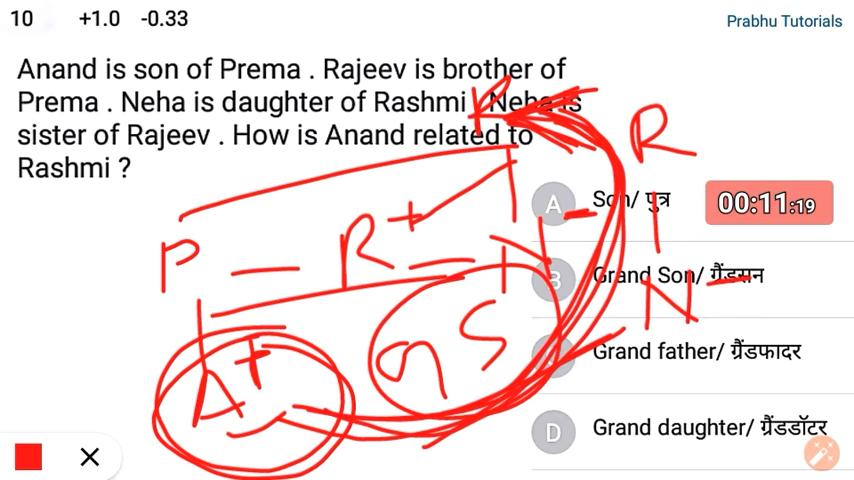 10 +1.0 -0.33
Prabhu Tutorials
Anand is son of Prema . Rajeev is brother of
Prema . Neha is daughter of Rashmi . Neha is
sister of Rajeev . How is Anand related to
Rashmi ?
R
R
A Son/ पुत्र
00:11:19
P — R+ — N-
B Grand Son/ ग्रैंडसन
N-
GS
Grand father/ ग्रैंडफादर
A+
D Grand daughter/ ग्रैंडडॉटर